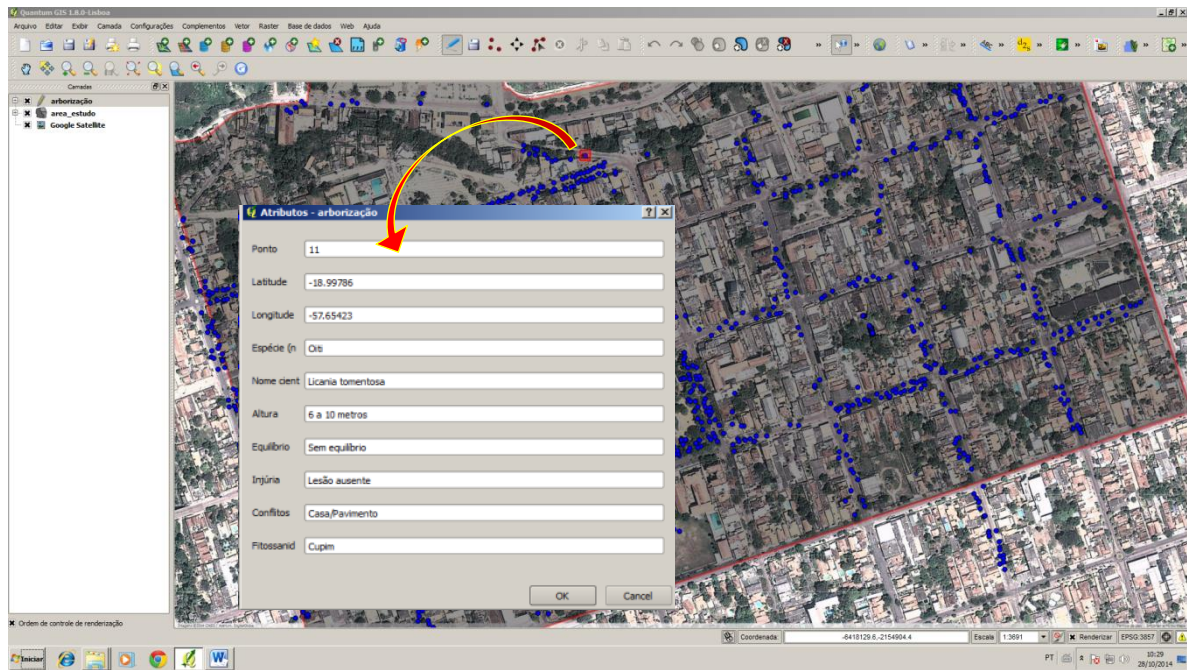 Quantum GIS 1.8.0-Lisboa
Arquivo Editar Exibir Camada Configurações Complementos Vetor Raster Base de dados Web Ajuda
Camadas
arborização
area_estudo
Google Satellite
Atributos - arborização
Ponto 11
Latitude -18.99786
Longitude -57.65423
Espécie (n Oiti
Nome cient Licania tomentosa
Altura 6 a 10 metros
Equilíbrio Sem equilíbrio
Injúria Lesão ausente
Conflitos Casa/Pavimento
Fitossanid Cupim
OK Cancel
Ordem de controle de renderização
Coordenada: -6418129.6,-2154904.4 Escala 1:3691 Renderizar EPSG:3857
Iniciar PT 10:29
28/10/2014